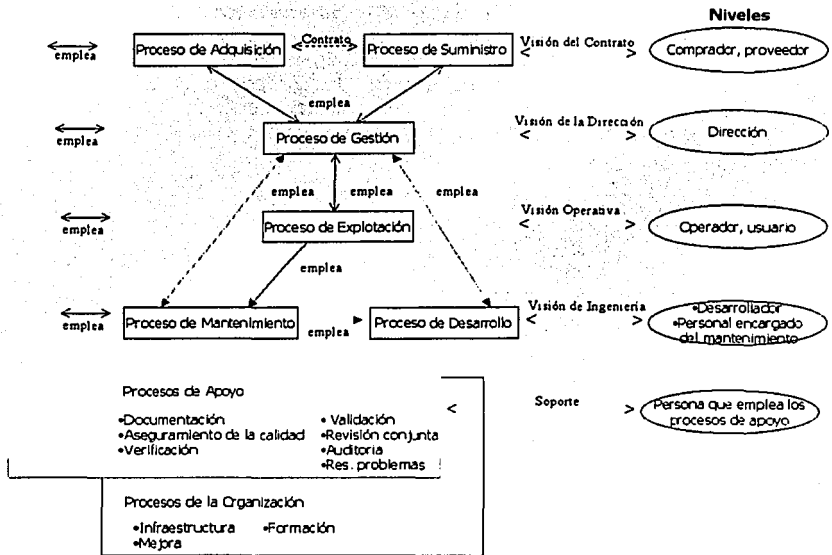 Niveles
Proceso de Adquisición
Contrato
Proceso de Suministro
Visión del Contrato
Comprador, proveedor
emplea
emplea
Proceso de Gestión
Visión de la Dirección
Dirección
emplea
emplea
emplea
emplea
Proceso de Explotación
Visión Operativa
Operador, usuario
emplea
emplea
Proceso de Mantenimiento
emplea
Proceso de Desarrollo
Visión de Ingeniería
•Desarrollador
•Personal encargado
del mantenimiento
emplea
Procesos de Apoyo
•Documentación
•Aseguramiento de la calidad
•Verificación
• Validación
•Revisión conjunta
•Auditoria
•Res. problemas
Soporte
Persona que emplea los
procesos de apoyo
Procesos de la Organización
•Infraestructura
•Formación
•Mejora